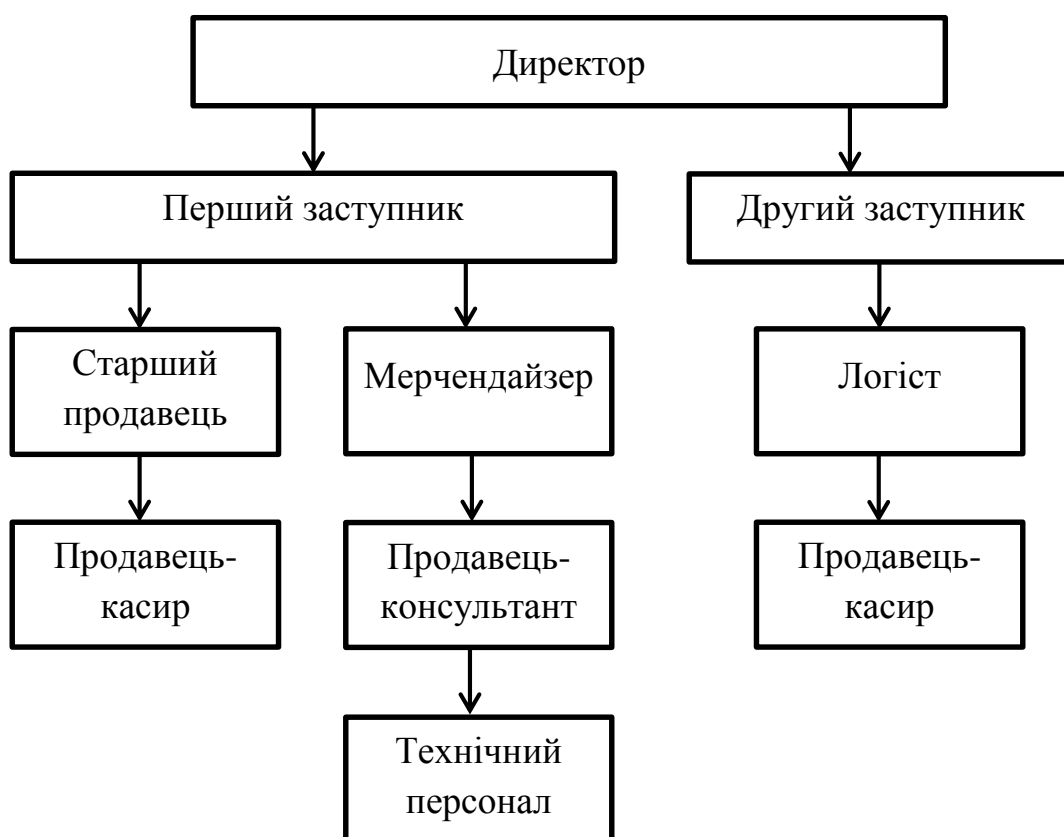 Директор
Перший заступник
Другий заступник
Старший
продавець
Мерчендайзер
Логіст
Продавець-
касир
Продавець-
консультант
Продавець-
касир
Технічний
персонал